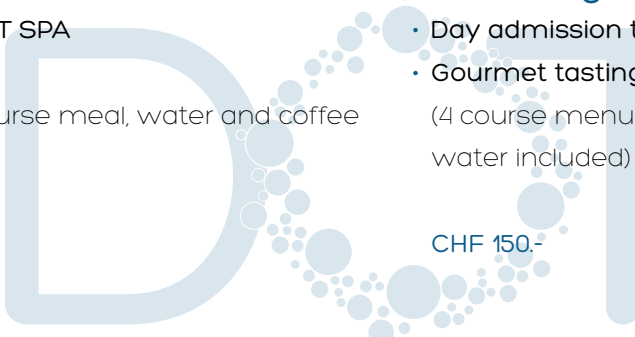 T SPA
urse meal, water and coffee
• Day admission t
• Gourmet tasting
(4 course menu
water included)
CHF 150.-